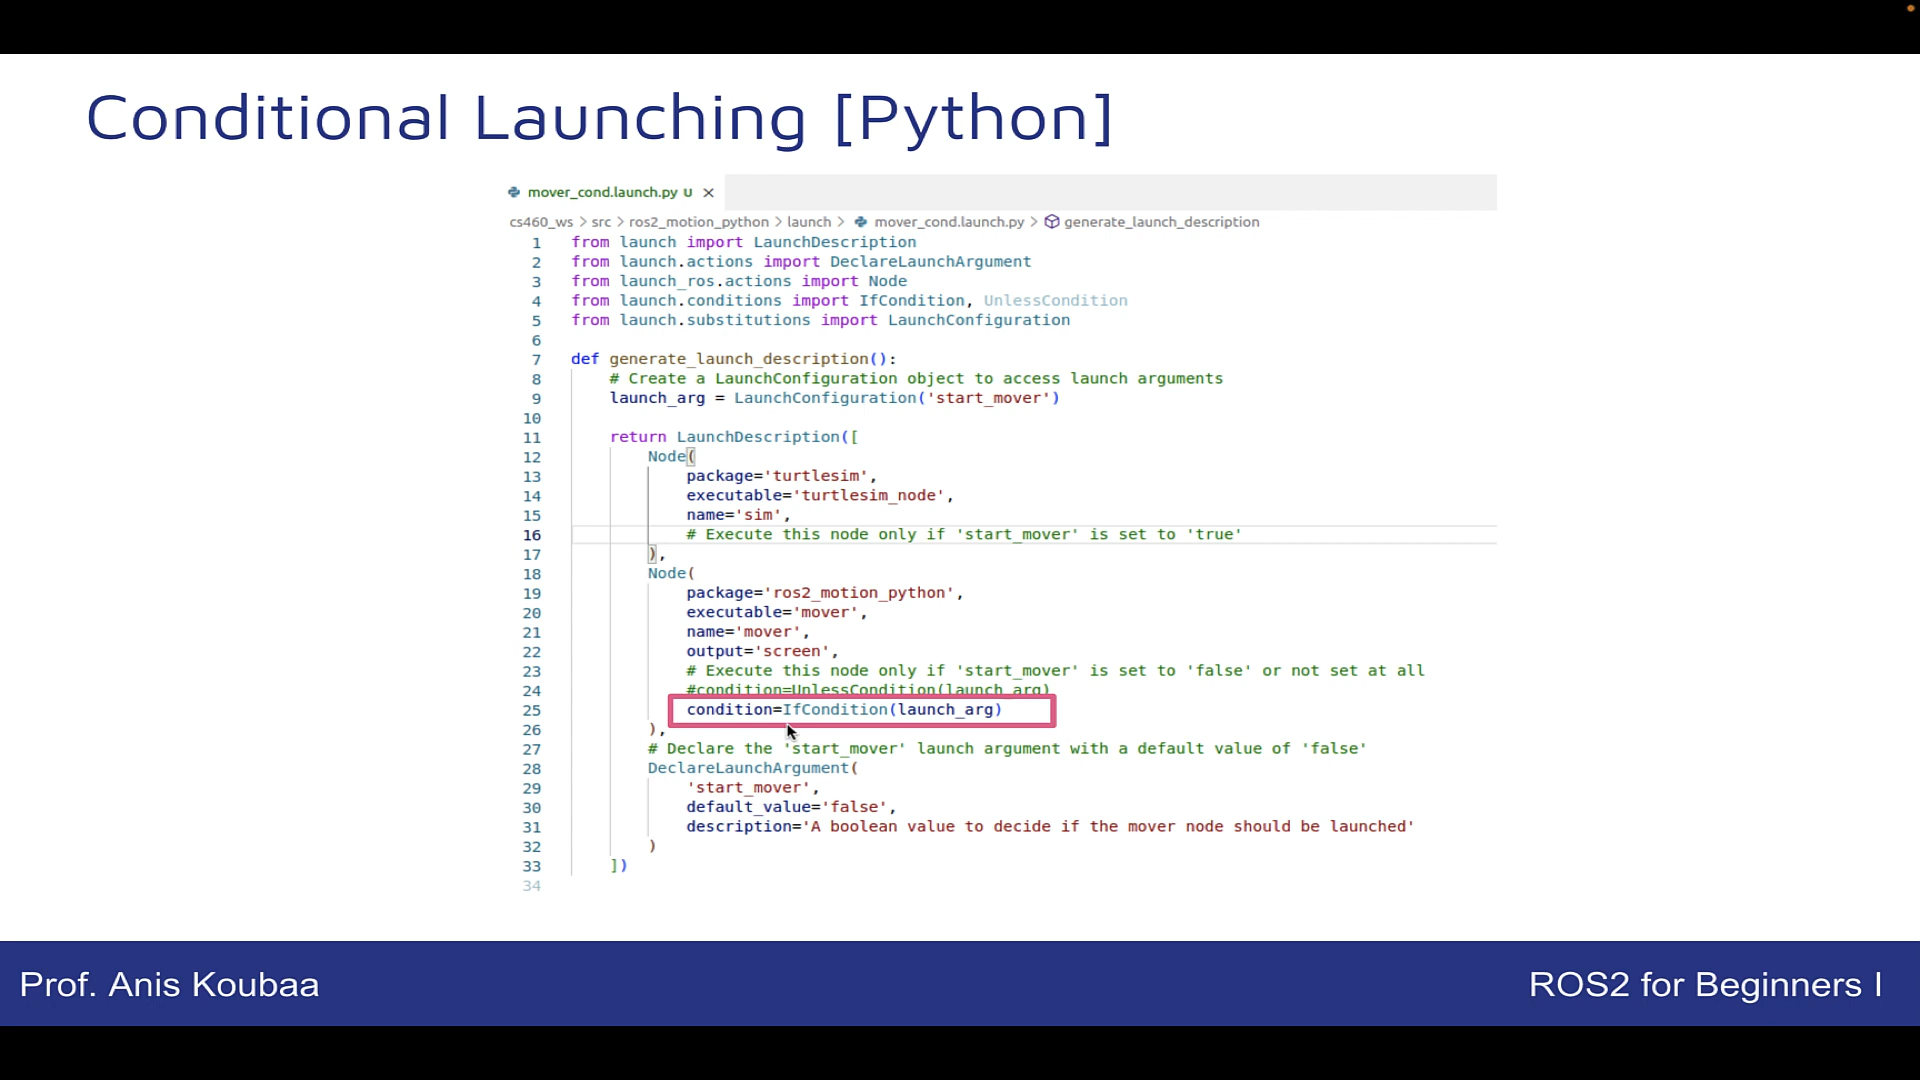 Conditional Launching [Python]
mover_cond.launch.py U ×
cs460_ws > src > ros2_motion_python > launch > mover_cond.launch.py > generate_launch_description
1 from launch import LaunchDescription
2 from launch.actions import DeclareLaunchArgument
3 from launch_ros.actions import Node
4 from launch.conditions import IfCondition, UnlessCondition
5 from launch.substitutions import LaunchConfiguration
6
7 def generate_launch_description():
8 # Create a LaunchConfiguration object to access launch arguments
9 launch_arg = LaunchConfiguration('start_mover')
10
11 return LaunchDescription([
12 Node(
13 package='turtlesim',
14 executable='turtlesim_node',
15 name='sim',
16 # Execute this node only if 'start_mover' is set to 'true'
17 ),
18 Node(
19 package='ros2_motion_python',
20 executable='mover',
21 name='mover',
22 output='screen',
23 # Execute this node only if 'start_mover' is set to 'false' or not set at all
24 #condition=UnlessCondition(launch_arg)
25 condition=IfCondition(launch_arg)
26 ),
27 # Declare the 'start_mover' launch argument with a default value of 'false'
28 DeclareLaunchArgument(
29 'start_mover',
30 default_value='false',
31 description='A boolean value to decide if the mover node should be launched'
32 )
33 ])
34
Prof. Anis Koubaa
ROS2 for Beginners I